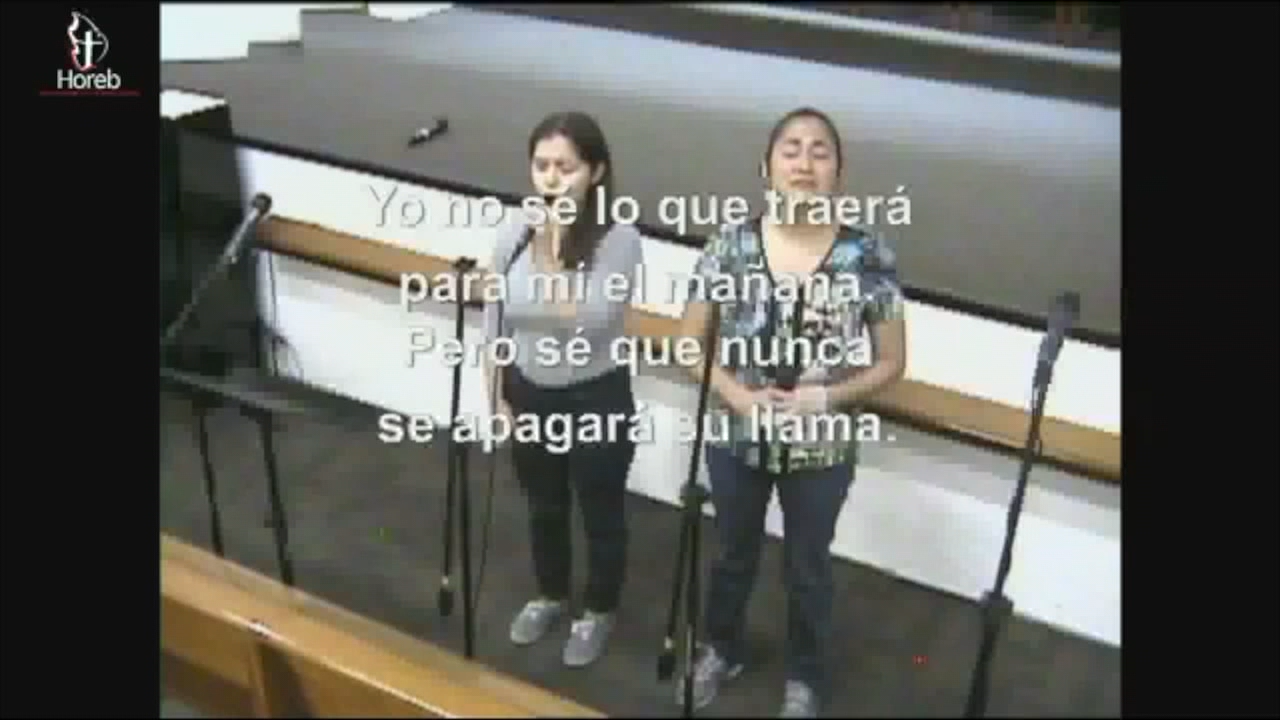 Horeb
Yo no sé lo que traerá
para mí el mañana
Pero sé que nunca
se apagará su llama.